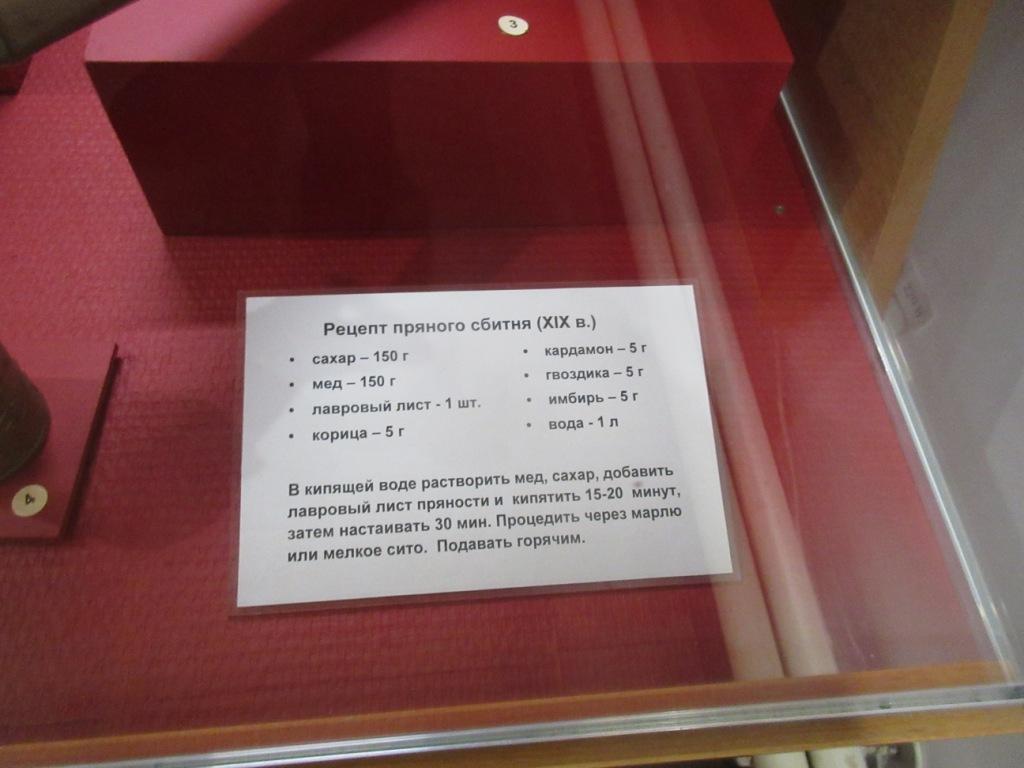 3
Рецепт пряного сбитня (XIX в.)
• сахар – 150 г
• мед – 150 г
• лавровый лист - 1 шт.
• корица – 5 г
• кардамон – 5 г
• гвоздика – 5 г
• имбирь – 5 г
• вода - 1 л
В кипящей воде растворить мед, сахар, добавить
лавровый лист пряности и кипятить 15-20 минут,
затем настаивать 30 мин. Процедить через марлю
или мелкое сито. Подавать горячим.
4